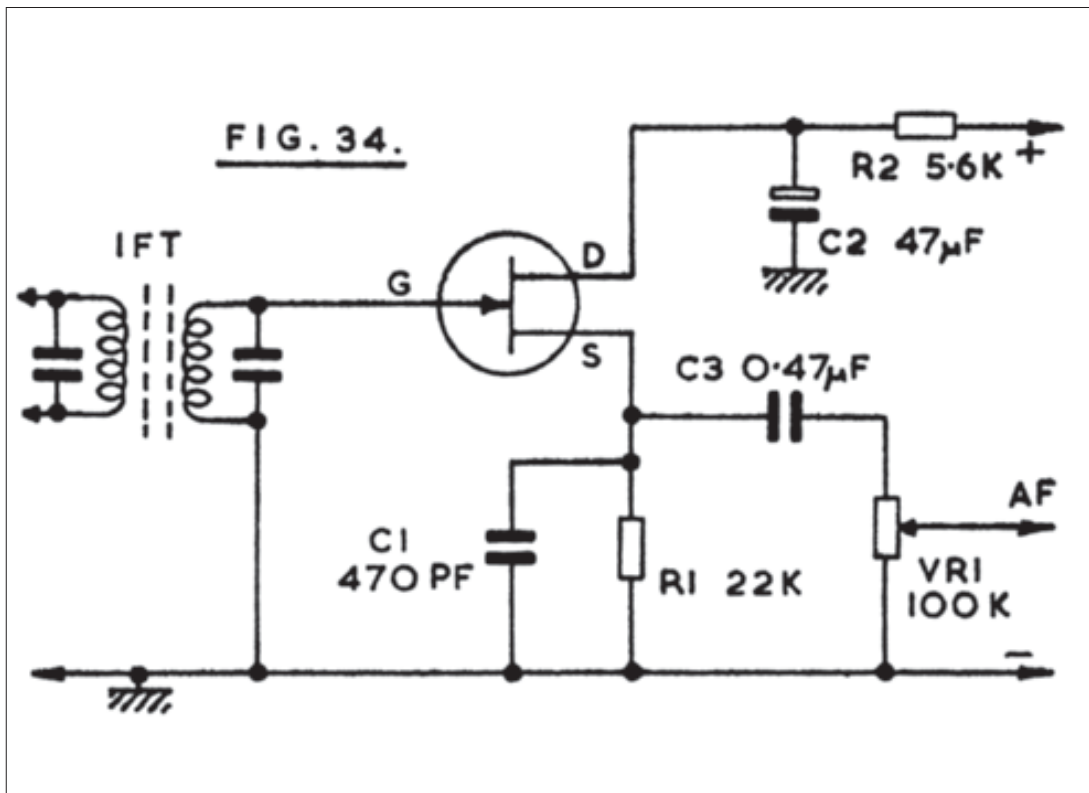 FIG. 34.
+
R2 5·6K
C2 47µF
IFT
G
D
S
C3 0·47µF
AF
C1
470 PF
R1 22K
VR1
100K
-